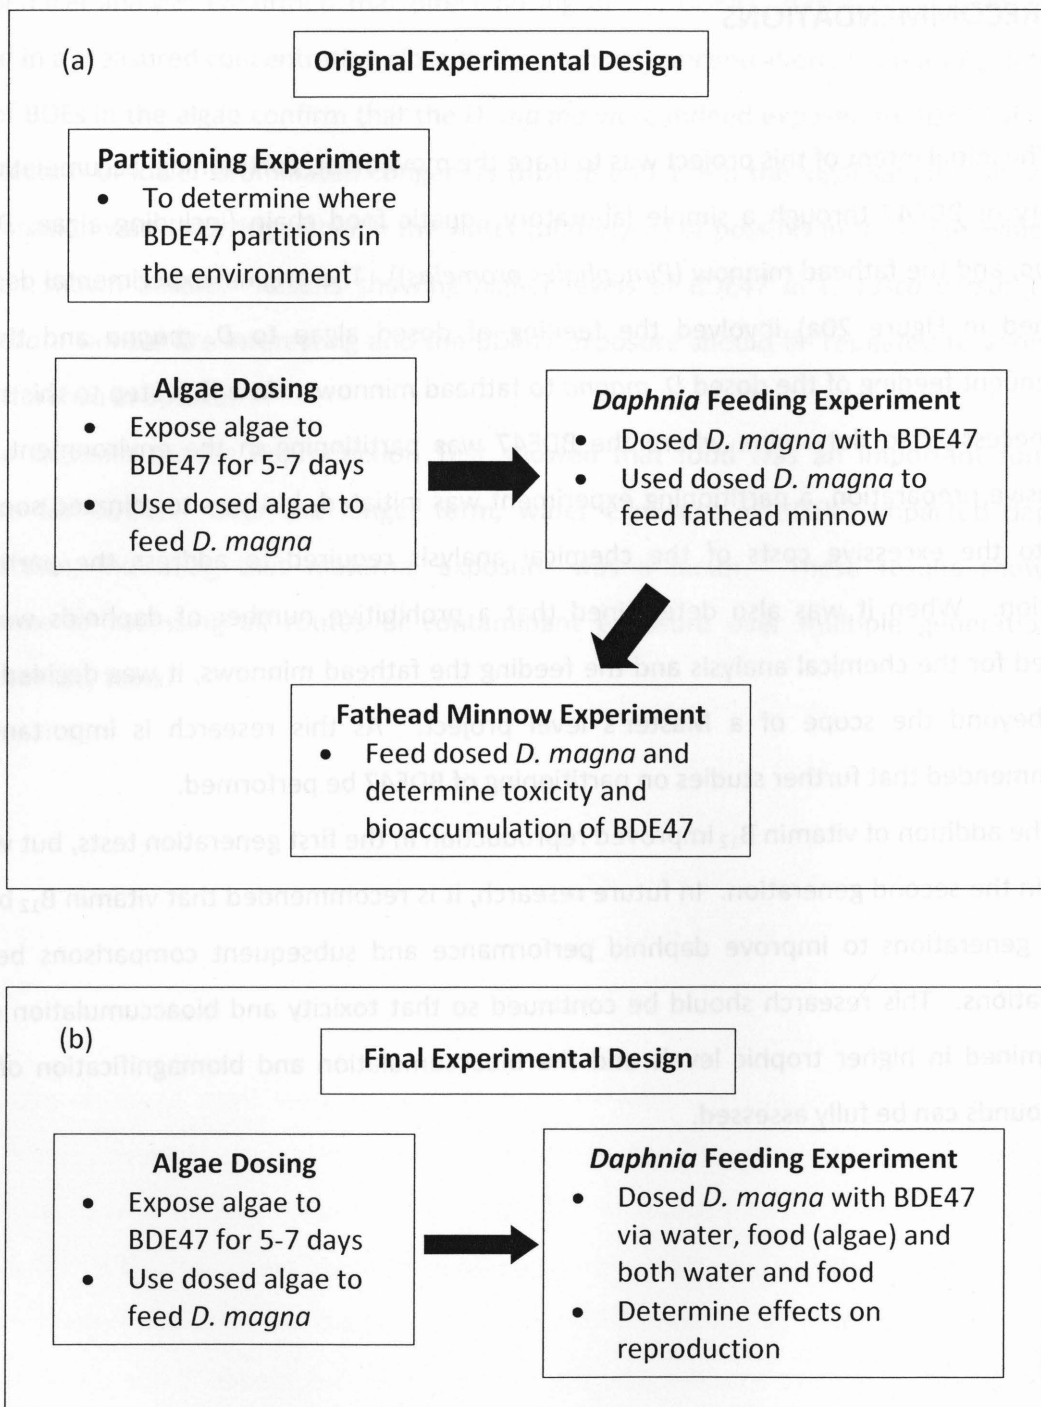 (a)
Original Experimental Design
Partitioning Experiment
• To determine where
BDE47 partitions in
the environment
Algae Dosing
• Expose algae to
BDE47 for 5-7 days
• Use dosed algae to
feed D. magna
Daphnia Feeding Experiment
• Dosed D. magna with BDE47
• Used dosed D. magna to
feed fathead minnow
Fathead Minnow Experiment
• Feed dosed D. magna and
determine toxicity and
bioaccumulation of BDE47
(b)
Final Experimental Design
Algae Dosing
• Expose algae to
BDE47 for 5-7 days
• Use dosed algae to
feed D. magna
Daphnia Feeding Experiment
• Dosed D. magna with BDE47
via water, food (algae) and
both water and food
• Determine effects on
reproduction